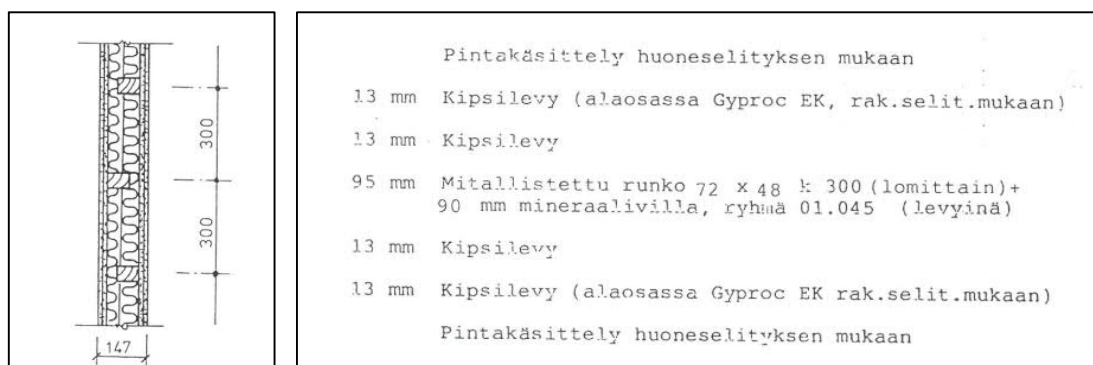 300
300
147
Pintakäsittely huoneselityksen mukaan
13 mm Kipsilevy (alaosassa Gyproc EK, rak.selit.mukaan)
13 mm Kipsilevy
95 mm Mitallistettu runko 72 x 48 k 300 (lomittain)+
90 mm mineraalivilla, ryhmä 01.045 (levyinä)
13 mm Kipsilevy
13 mm Kipsilevy (alaosassa Gyproc EK rak.selit.mukaan)
Pintakäsittely huoneselityksen mukaan